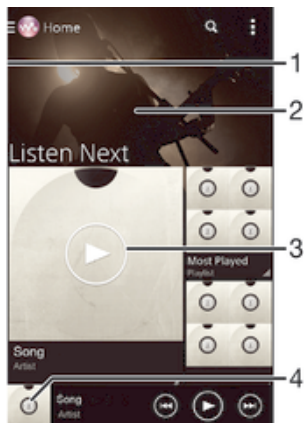 Home
1
2
Listen Next
3
Most Played
Playlist
Song
Artist
4
Song
Artist